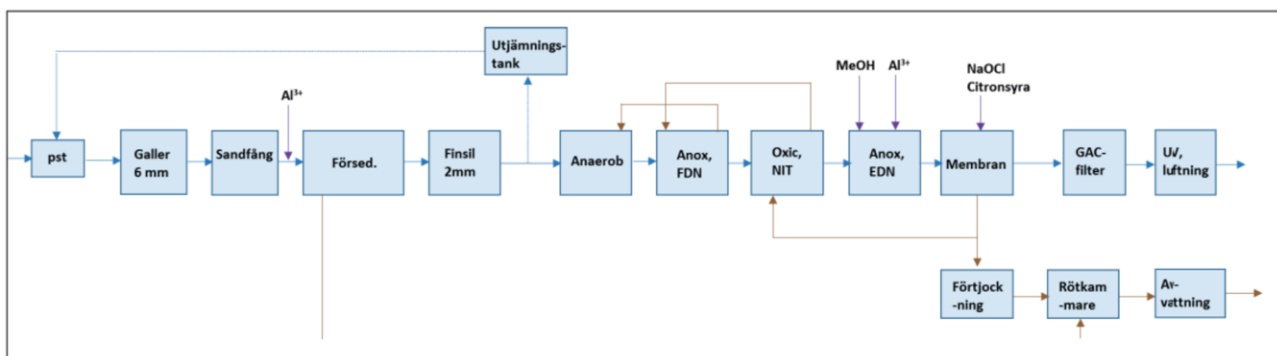 Utjämnings-
tank
MeOH
Al³⁺
NaOCl
Citronsyra
Al³⁺
pst
Galler
6 mm
Sandfång
Försed.
Finsil
2mm
Anaerob
Anox,
FDN
Oxic,
NIT
Anox,
EDN
Membran
GAC-
filter
UV,
luftning
Förtjock
-ning
Rötkam
-mare
Av-
vattning